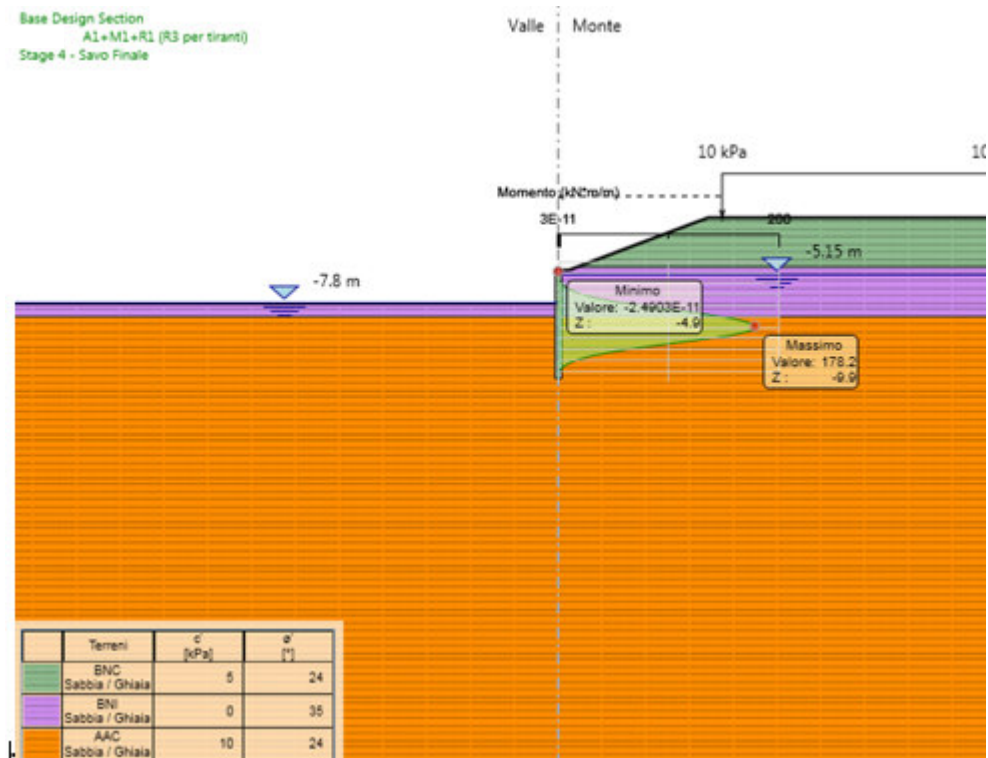 Base Design Section
A1+M1+R1 (R3 per tiranti)
Stage 4 - Savo Finale
Valle
Monte
10 kPa
10
Momento (kN*m/m)
3E-11
200
-5.15 m
-7.8 m
Minimo
Valore: -2.4903E-11
Z : -4.9
Massimo
Valore: 178.2
Z : -9.9
Terreni c' [kPa] ø' [°]
BNC Sabbia / Ghiaia 5 24
BNI Sabbia / Ghiaia 0 35
AAC Sabbia / Ghiaia 10 24